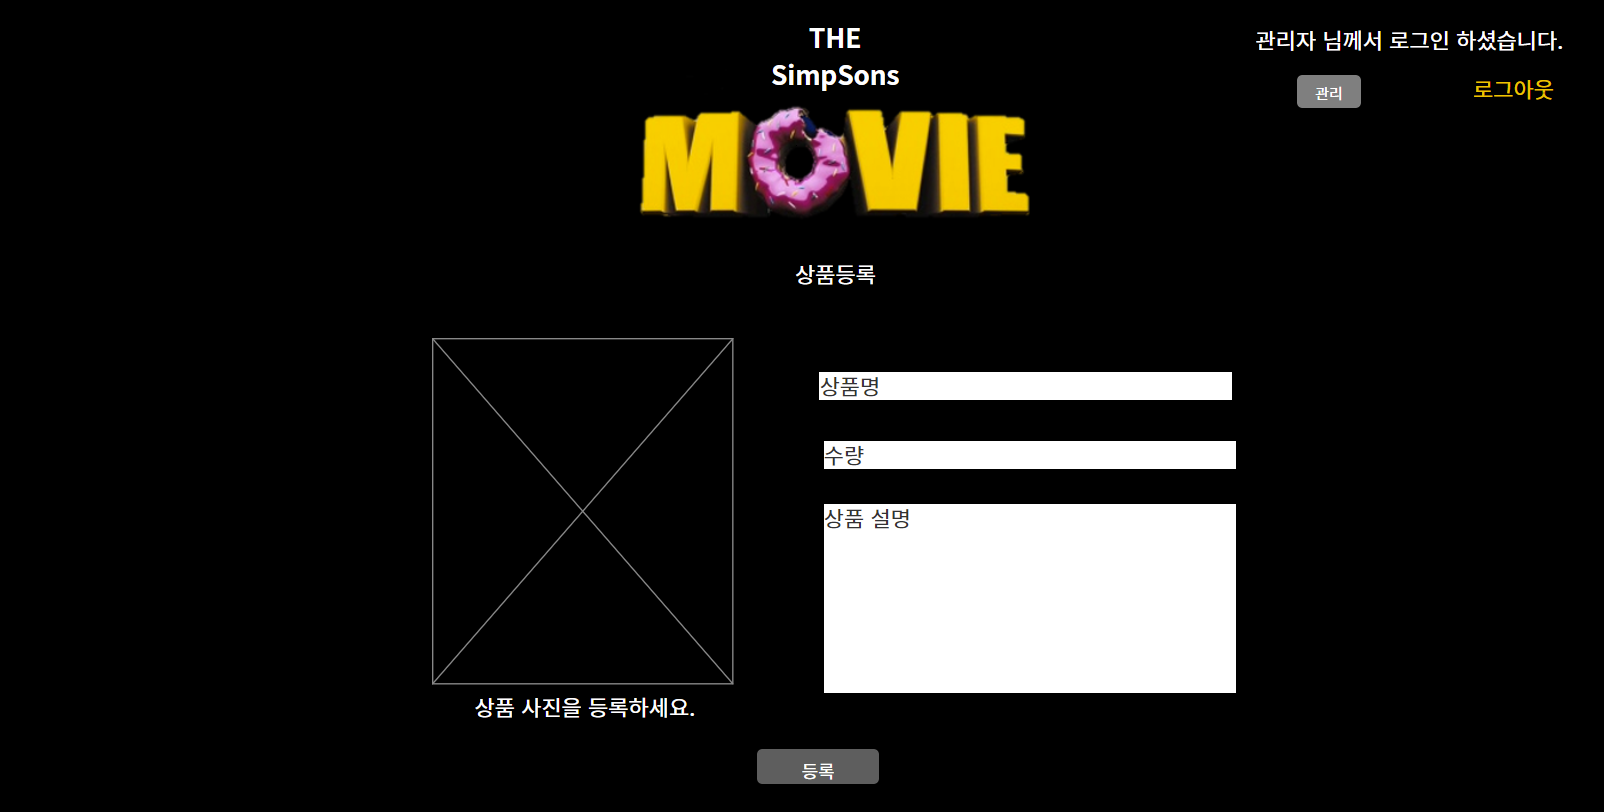 THE
SimpSons
MOVIE
관리자 님께서 로그인 하셨습니다.
관리
로그아웃
상품등록
상품명
수량
상품 설명
상품 사진을 등록하세요.
등록